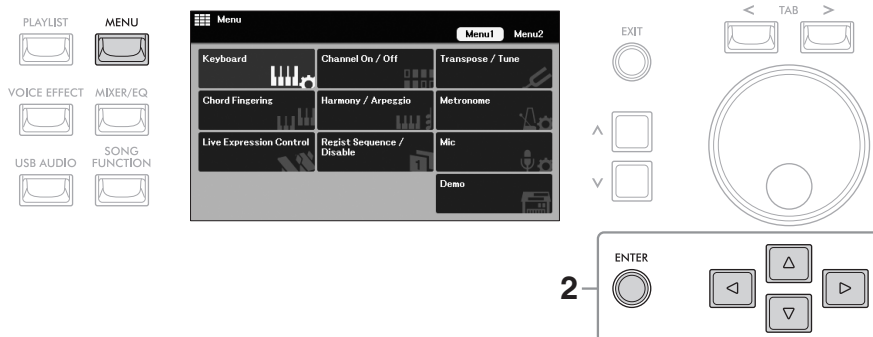 PLAYLIST
MENU
VOICE EFFECT
MIXER/EQ
USB AUDIO
SONG
FUNCTION
Menu
Menu1
Menu2
Keyboard
Channel On / Off
Transpose / Tune
Chord Fingering
Harmony / Arpeggio
Metronome
Live Expression Control
Regist Sequence /
Disable
1
Mic
Demo
EXIT
< TAB >
2
ENTER